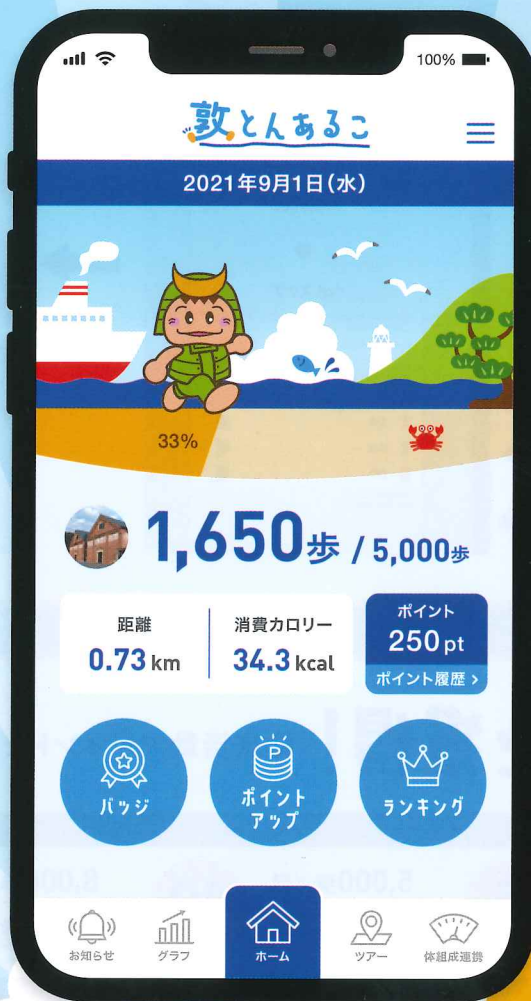 100%
敦とんあるこ
2021年9月1日(水)
33%
1,650歩 / 5,000歩
距離
0.73 km
消費カロリー
34.3 kcal
ポイント
250 pt
ポイント履歴 >
バッジ
P
ポイント
アップ
ランキング
お知らせ
グラフ
ホーム
ツアー
体組成連携